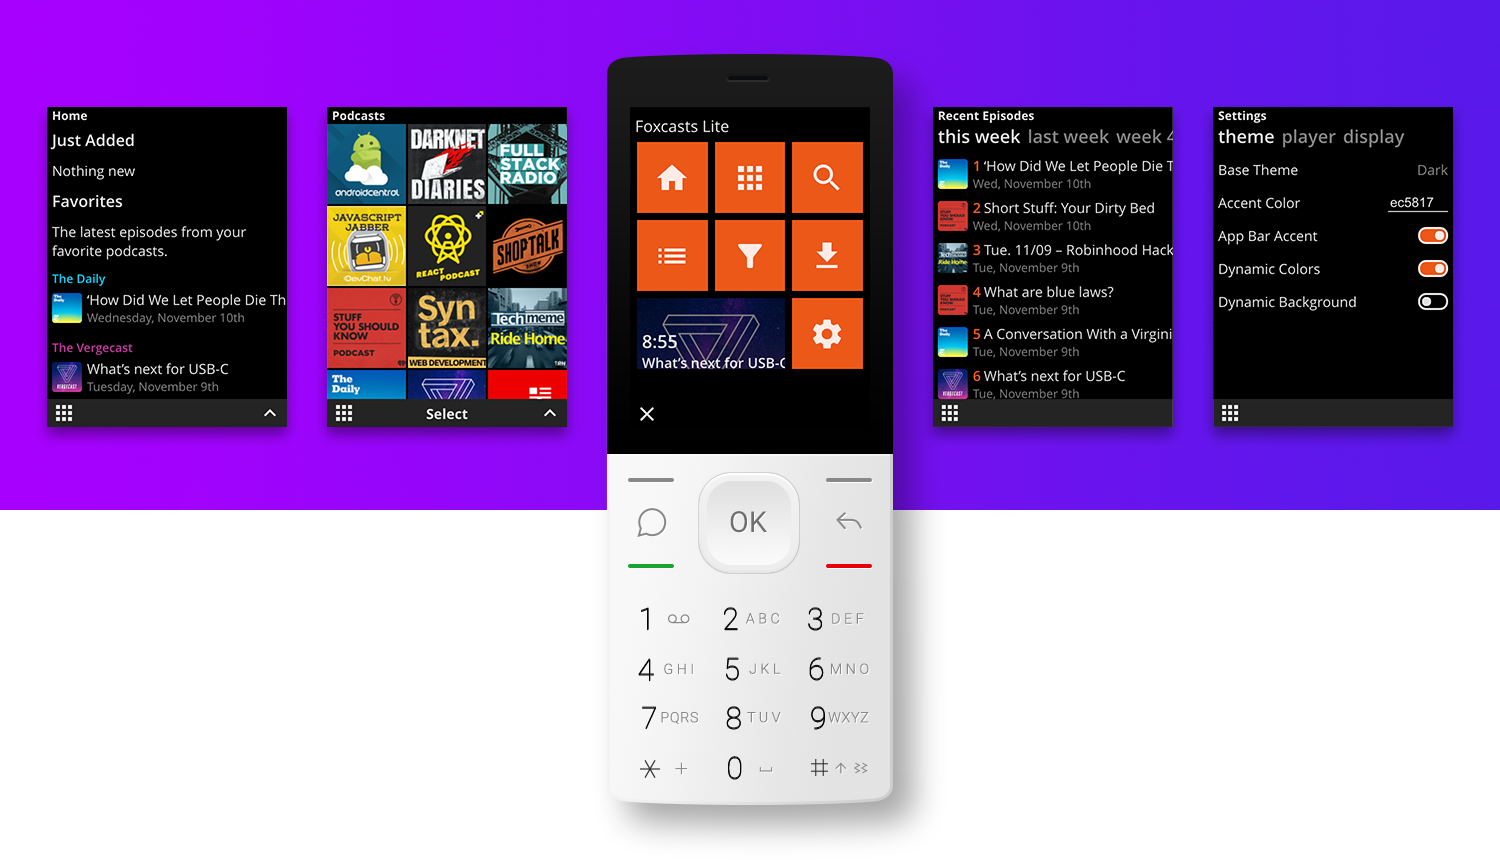 Home
Just Added
Nothing new
Favorites
The latest episodes from your
favorite podcasts.
The Daily
‘How Did We Let People Die Th
Wednesday, November 10th
The Vergecast
What’s next for USB-C
Tuesday, November 9th
Podcasts
androidcentral
DARKNET
DIARIES
FULL
STACK
RADIO
JAVASCRIPT
JABBER
DevChat.tv
REACT PODCAST
SHOPTALK
STUFF
YOU SHOULD
KNOW
PODCAST
Syn
tax.
WEB DEVELOPMENT
Techmeme
Ride Home
The
Daily
Select
Foxcasts Lite
8:55
What’s next for USB-C
OK
1
2 ABC
3 DEF
4 GHI
5 JKL
6 MNO
7 PQRS
8 TUV
9 WXYZ
* +
0
#
Recent Episodes
this week last week week 4
1 ‘How Did We Let People Die T
Wed, November 10th
2 Short Stuff: Your Dirty Bed
Wed, November 10th
3 Tue. 11/09 – Robinhood Hack
Tue, November 9th
4 What are blue laws?
Tue, November 9th
5 A Conversation With a Virgini
Tue, November 9th
6 What’s next for USB-C
Tue, November 9th
Settings
theme player display
Base Theme Dark
Accent Color ec5817
App Bar Accent
Dynamic Colors
Dynamic Background